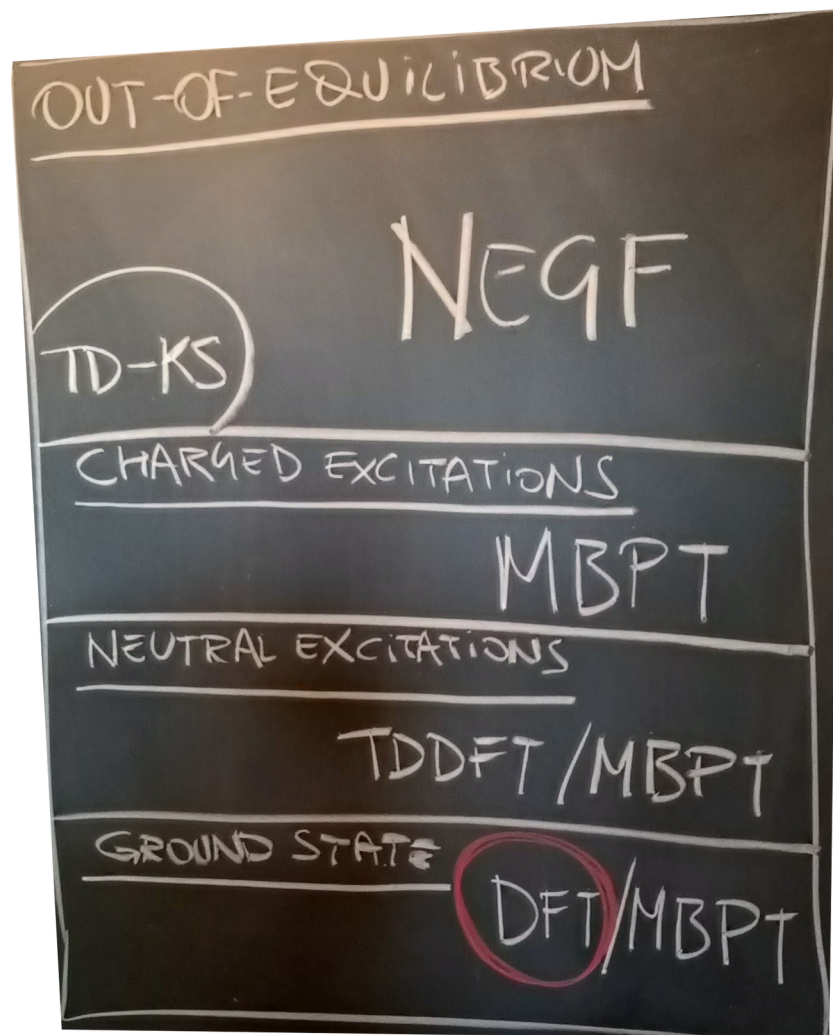 OUT-OF-EQUILIBRIUM
NEGF
TD-KS
CHARGED EXCITATIONS
MBPT
NEUTRAL EXCITATIONS
TDDFT/MBPT
GROUND STATE
DFT/MBPT